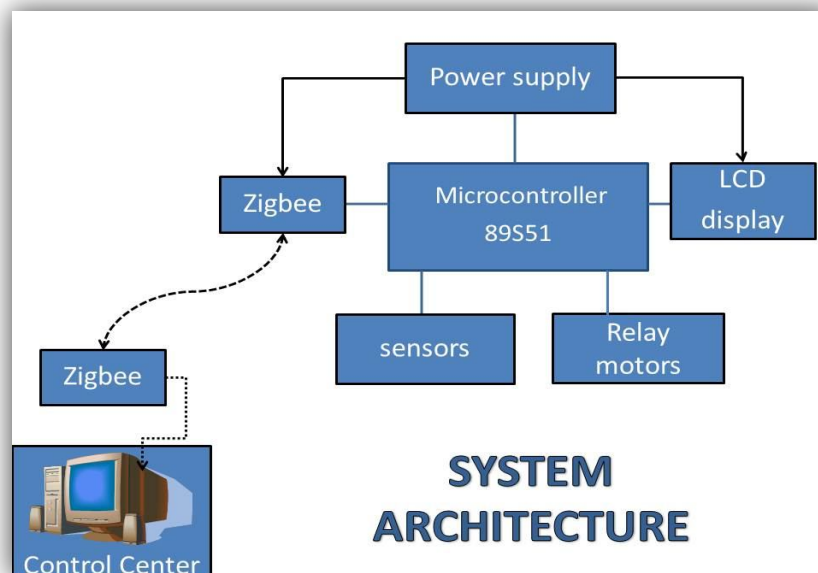 Power supply
Zigbee
Microcontroller
89S51
LCD
display
sensors
Relay
motors
Zigbee
SYSTEM
ARCHITECTURE
Control Center